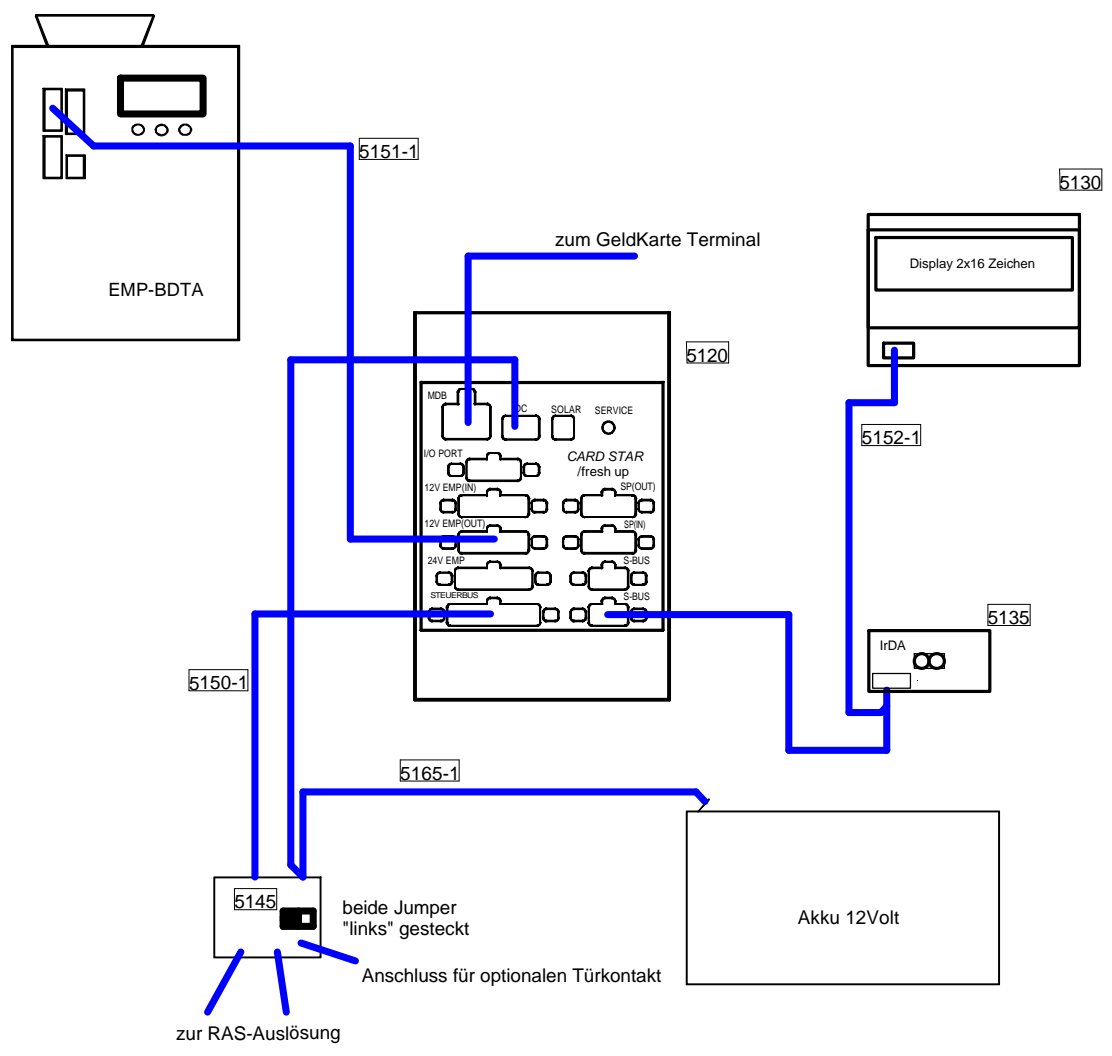 5151-1
5130
zum GeldKarte Terminal
Display 2x16 Zeichen
EMP-BDTA
5120
MDB
DC
SOLAR
SERVICE
5152-1
I/O PORT
CARD STAR
/fresh up
12V EMP(IN)
SP(OUT)
12V EMP(OUT)
SP(IN)
24V EMP
S-BUS
STEUERBUS
S-BUS
5135
IrDA
5150-1
5165-1
5145
beide Jumper
"links" gesteckt
Akku 12Volt
Anschluss für optionalen Türkontakt
zur RAS-Auslösung